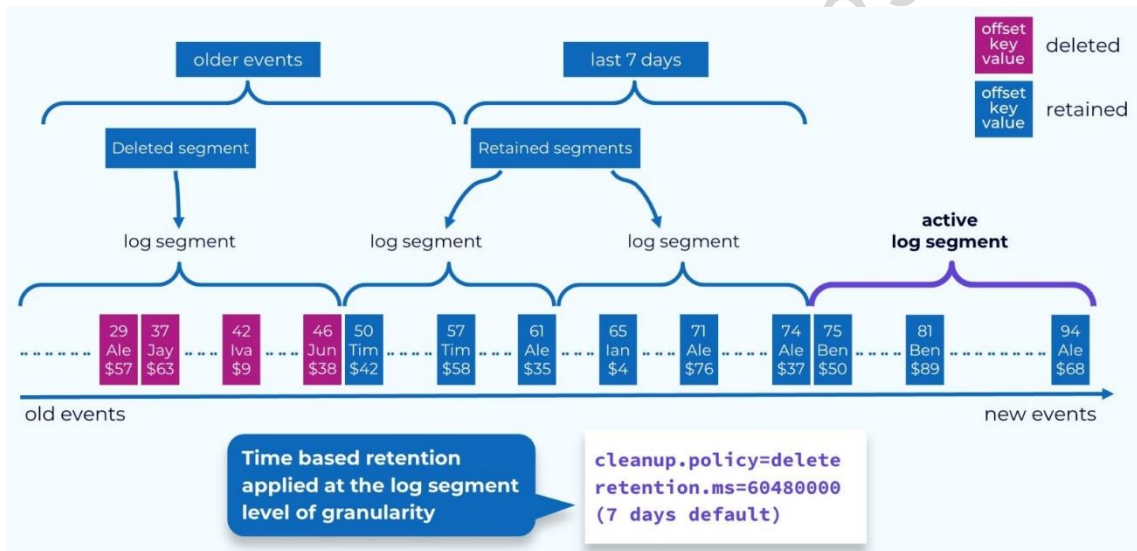 offset
key
value
deleted
offset
key
value
retained
older events
last 7 days
Deleted segment
Retained segments
log segment
log segment
log segment
active
log segment
29
Ale
$57
37
Jay
$63
42
Iva
$9
46
Jun
$38
50
Tim
$42
57
Tim
$58
61
Ale
$35
65
Ian
$4
71
Ale
$76
74
Ale
$37
75
Ben
$50
81
Ben
$89
94
Ale
$68
old events
new events
Time based retention
applied at the log segment
level of granularity
cleanup.policy=delete
retention.ms=60480000
(7 days default)